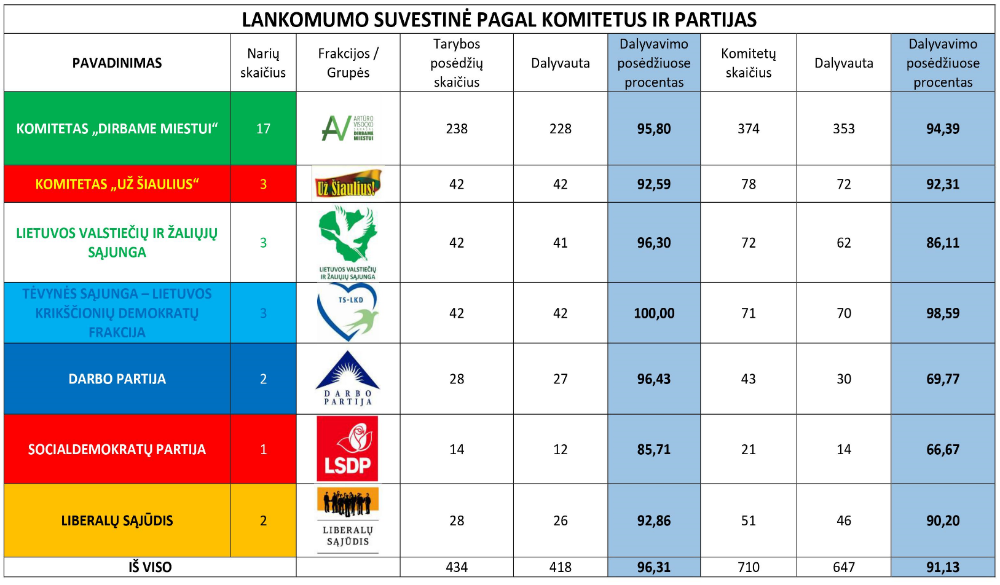 LANKOMUMO SUVESTINĖ PAGAL KOMITETUS IR PARTIJAS
PAVADINIMAS
Narių
skaičius
Frakcijos /
Grupės
Tarybos
posėdžių
skaičius
Dalyvauta
Dalyvavimo
posėdžiuose
procentas
Komitetų
skaičius
Dalyvauta
Dalyvavimo
posėdžiuose
procentas
KOMITETAS „DIRBAME MIESTUI“
17
AV
ARTŪRO
VISOCKO
SĄRAŠAS
DIRBAME
MIESTUI
238
228
95,80
374
353
94,39
KOMITETAS „UŽ ŠIAULIUS“
3
Už Šiaulius!
42
42
92,59
78
72
92,31
LIETUVOS VALSTIEČIŲ IR ŽALIŲJŲ
SĄJUNGA
3
LIETUVOS VALSTIEČIŲ
IR ŽALIŲJŲ SĄJUNGA
42
41
96,30
72
62
86,11
TĖVYNĖS SĄJUNGA – LIETUVOS
KRIKŠČIONIŲ DEMOKRATŲ
FRAKCIJA
3
TS-LKD
42
42
100,00
71
70
98,59
DARBO PARTIJA
2
DARBO
PARTIJA
28
27
96,43
43
30
69,77
SOCIALDEMOKRATŲ PARTIJA
1
LSDP
14
12
85,71
21
14
66,67
LIBERALŲ SĄJŪDIS
2
LIBERALŲ
SĄJŪDIS
28
26
92,86
51
46
90,20
IŠ VISO
434
418
96,31
710
647
91,13